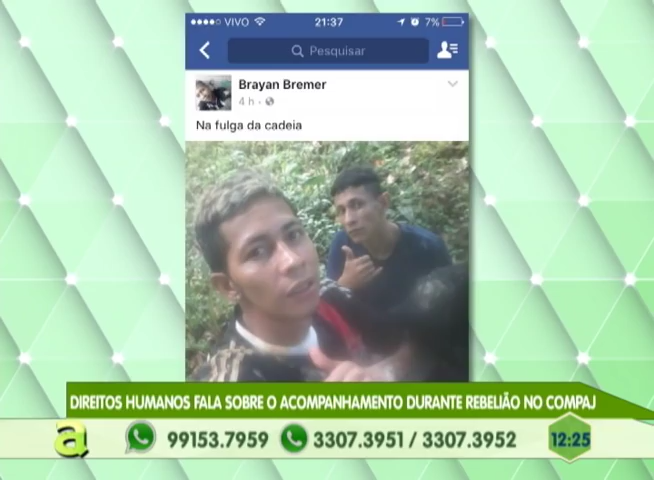 VIVO 21:37 7%
Pesquisar
Brayan Bremer
4 h
Na fulga da cadeia
DIREITOS HUMANOS FALA SOBRE O ACOMPANHAMENTO DURANTE REBELIÃO NO COMPAJ
a 99153.7959 3307.3951 / 3307.3952 12:25